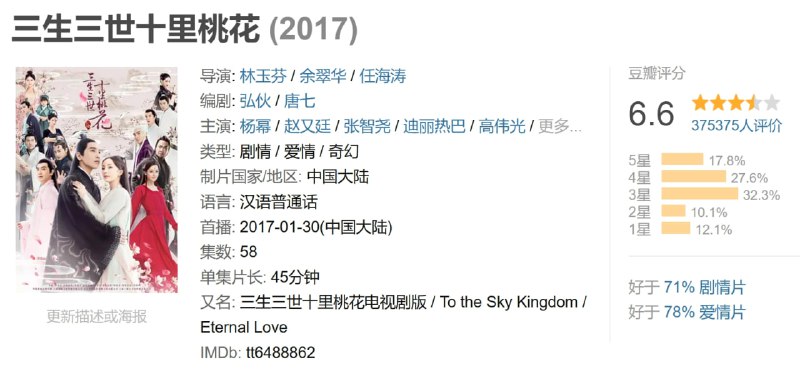 三生三世十里桃花 (2017)
三生三世
十里桃花
更新描述或海报
导演: 林玉芬 / 余翠华 / 任海涛
编剧: 弘伙 / 唐七
主演: 杨幂 / 赵又廷 / 张智尧 / 迪丽热巴 / 高伟光 / 更多...
类型: 剧情 / 爱情 / 奇幻
制片国家/地区: 中国大陆
语言: 汉语普通话
首播: 2017-01-30(中国大陆)
集数: 58
单集片长: 45分钟
又名: 三生三世十里桃花电视剧版 / To the Sky Kingdom /
Eternal Love
IMDb: tt6488862
豆瓣评分
6.6
375375人评价
5星 17.8%
4星 27.6%
3星 32.3%
2星 10.1%
1星 12.1%
好于 71% 剧情片
好于 78% 爱情片